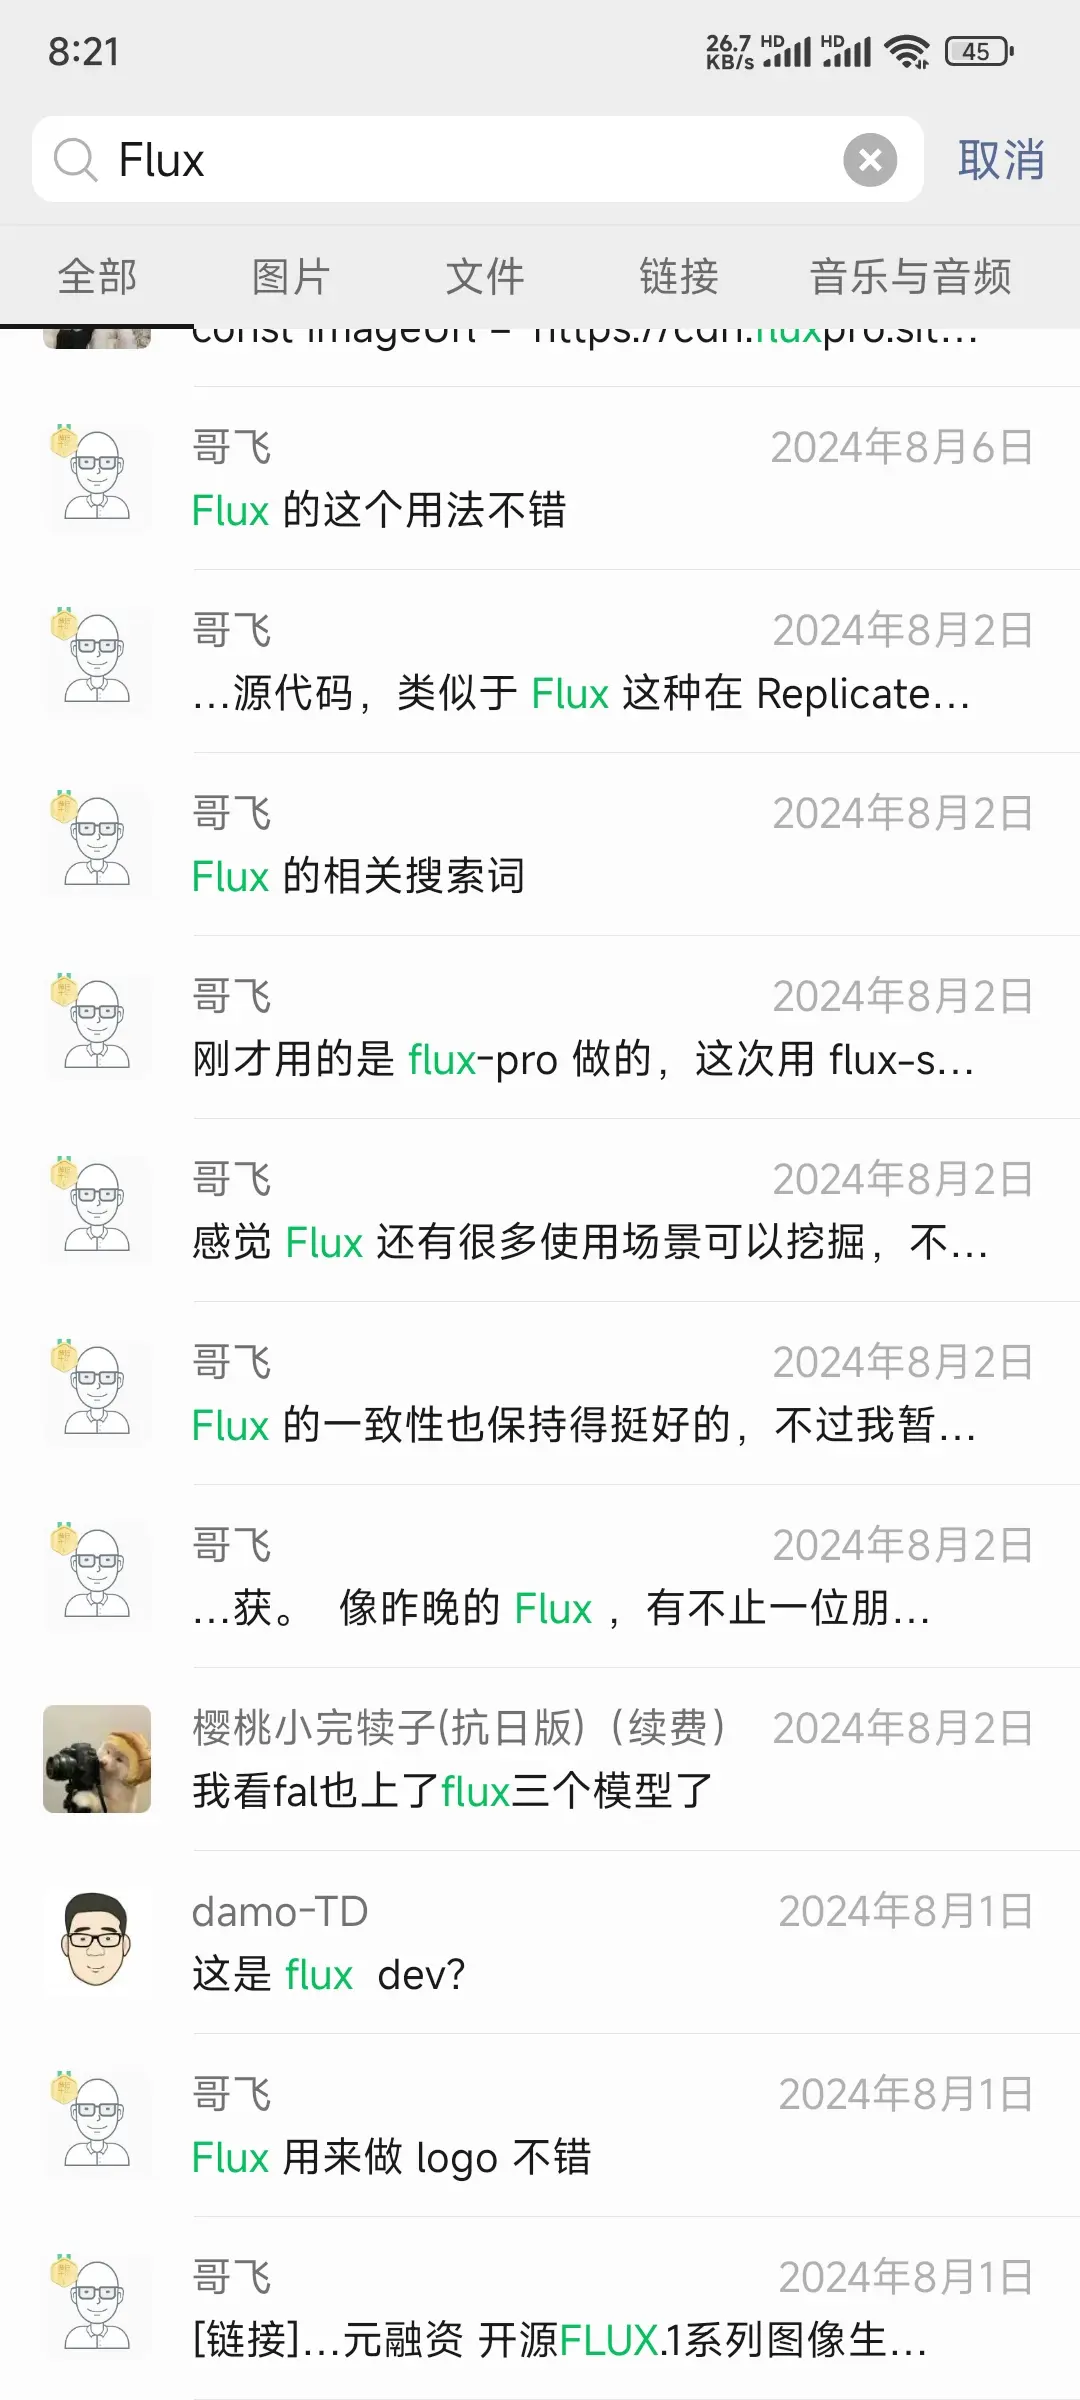 8:21
26.7 KB/s HD HD 45
Flux
取消
全部 图片 文件 链接 音乐与音频
const imageUrl = "https://cdn.fluxpro.sit...
哥飞 2024年8月6日
Flux 的这个用法不错
哥飞 2024年8月2日
...源代码，类似于 Flux 这种在 Replicate...
哥飞 2024年8月2日
Flux 的相关搜索词
哥飞 2024年8月2日
刚才用的是 flux-pro 做的，这次用 flux-s...
哥飞 2024年8月2日
感觉 Flux 还有很多使用场景可以挖掘，不...
哥飞 2024年8月2日
Flux 的一致性也保持得挺好的，不过我暂...
哥飞 2024年8月2日
...获。 像昨晚的 Flux ，有不止一位朋...
樱桃小完犊子(抗日版)（续费） 2024年8月2日
我看fal也上了flux三个模型了
damo-TD 2024年8月1日
这是 flux  dev?
哥飞 2024年8月1日
Flux 用来做 logo 不错
哥飞 2024年8月1日
[链接]...元融资 开源FLUX.1系列图像生...